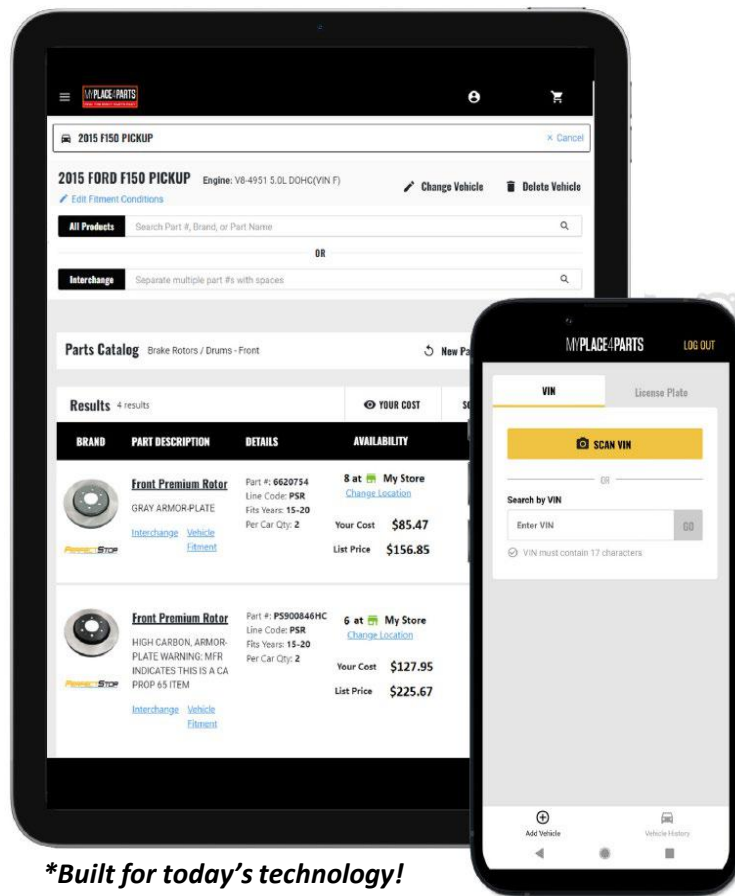 MYPLACE4PARTS
2015 F150 PICKUP
× Cancel
2015 FORD F150 PICKUP Engine: V8-4951 5.0L DOHC(VIN F)
Edit Fitment Conditions
Change Vehicle Delete Vehicle
All Products Search Part #, Brand, or Part Name
OR
Interchange Separate multiple part #s with spaces
Parts Catalog Brake Rotors / Drums - Front
New Pa
Results 4 results
YOUR COST
BRAND PART DESCRIPTION DETAILS AVAILABILITY
Front Premium Rotor
GRAY ARMOR-PLATE
Interchange Vehicle
Fitment
PERFECTSTOP
Part #: 6620754
Line Code: PSR
Fits Years: 15-20
Per Car Qty: 2
8 at My Store
Change Location
Your Cost $85.47
List Price $156.85
Front Premium Rotor
HIGH CARBON, ARMOR-
PLATE WARNING: MFR
INDICATES THIS IS A CA
PROP 65 ITEM
Interchange Vehicle
Fitment
PERFECTSTOP
Part #: PS900846HC
Line Code: PSR
Fits Years: 15-20
Per Car Qty: 2
6 at My Store
Change Location
Your Cost $127.95
List Price $225.67
MYPLACE4PARTS
LOG OUT
VIN License Plate
SCAN VIN
OR
Search by VIN
Enter VIN
GO
VIN must contain 17 characters
Add Vehicle Vehicle History
*Built for today's technology!